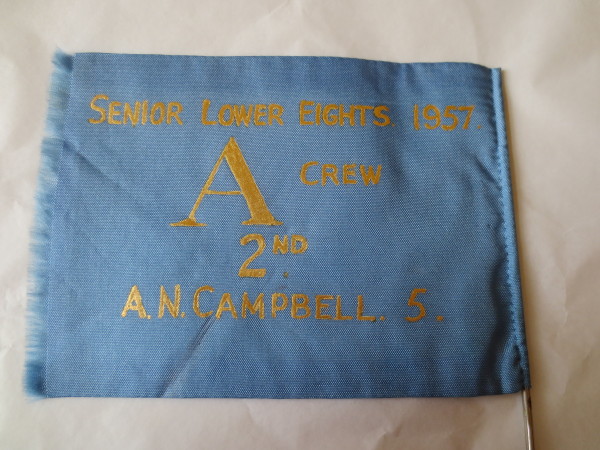 SENIOR LOWER EIGHTS. 1957.
A CREW
2ND.
A.N. CAMPBELL. 5.